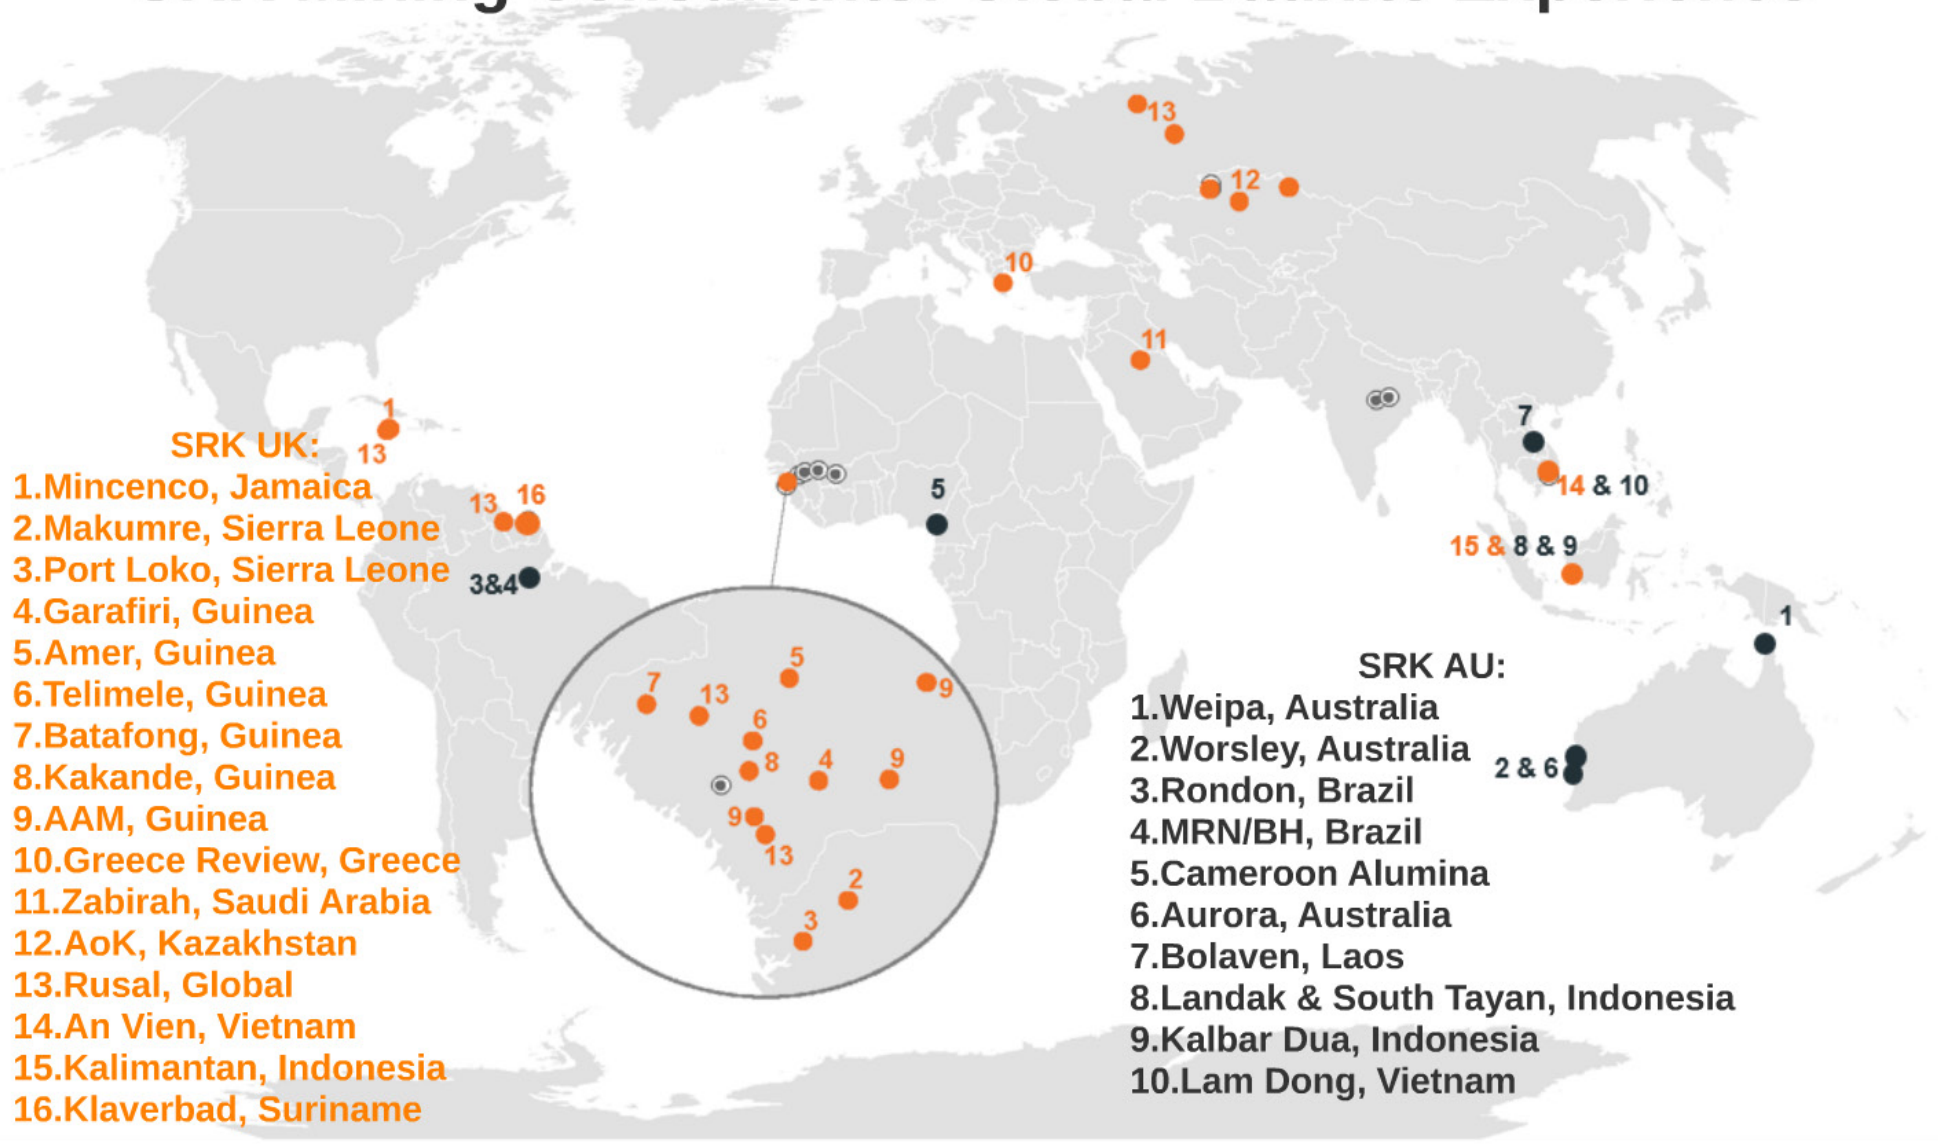 13
12
10
11
1
13
7
14 & 10
13 16
5
15 & 8 & 9
3&4
1
2 & 6
5
7
13
9
6
8
4
9
9
13
2
3
SRK UK:
1.Mincenco, Jamaica
2.Makumre, Sierra Leone
3.Port Loko, Sierra Leone
4.Garafiri, Guinea
5.Amer, Guinea
6.Telimele, Guinea
7.Batafong, Guinea
8.Kakande, Guinea
9.AAM, Guinea
10.Greece Review, Greece
11.Zabirah, Saudi Arabia
12.AoK, Kazakhstan
13.Rusal, Global
14.An Vien, Vietnam
15.Kalimantan, Indonesia
16.Klaverbad, Suriname
SRK AU:
1.Weipa, Australia
2.Worsley, Australia
3.Rondon, Brazil
4.MRN/BH, Brazil
5.Cameroon Alumina
6.Aurora, Australia
7.Bolaven, Laos
8.Landak & South Tayan, Indonesia
9.Kalbar Dua, Indonesia
10.Lam Dong, Vietnam